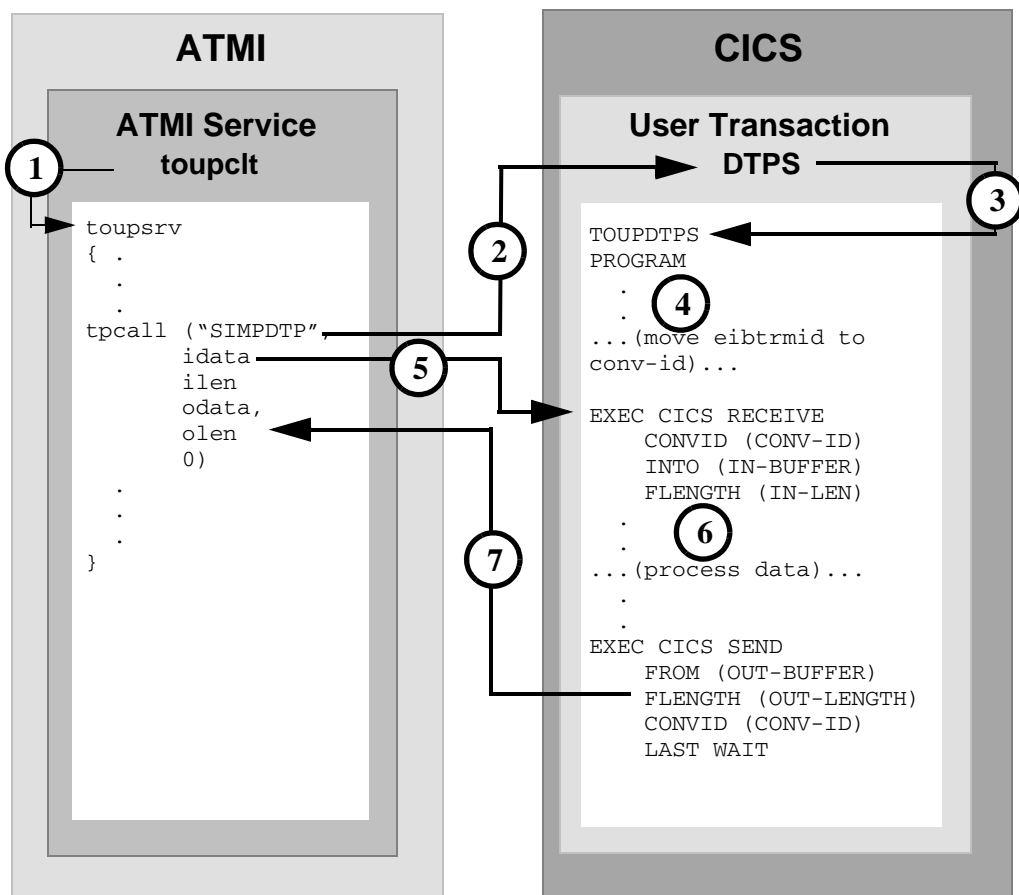 ATMI
ATMI Service
toupclt
1
toupsrv
{ .
.
.
tpcall (“SIMPDTP”,
idata
ilen
odata,
olen
0)
.
.
.
}
2
5
7
CICS
User Transaction
DTPS
3
TOUPDTPS
PROGRAM
.
.
4
...(move eibtrmid to
conv-id)...
EXEC CICS RECEIVE
CONVID (CONV-ID)
INTO (IN-BUFFER)
FLENGTH (IN-LEN)
.
.
6
...(process data)...
.
.
EXEC CICS SEND
FROM (OUT-BUFFER)
FLENGTH (OUT-LENGTH)
CONVID (CONV-ID)
LAST WAIT